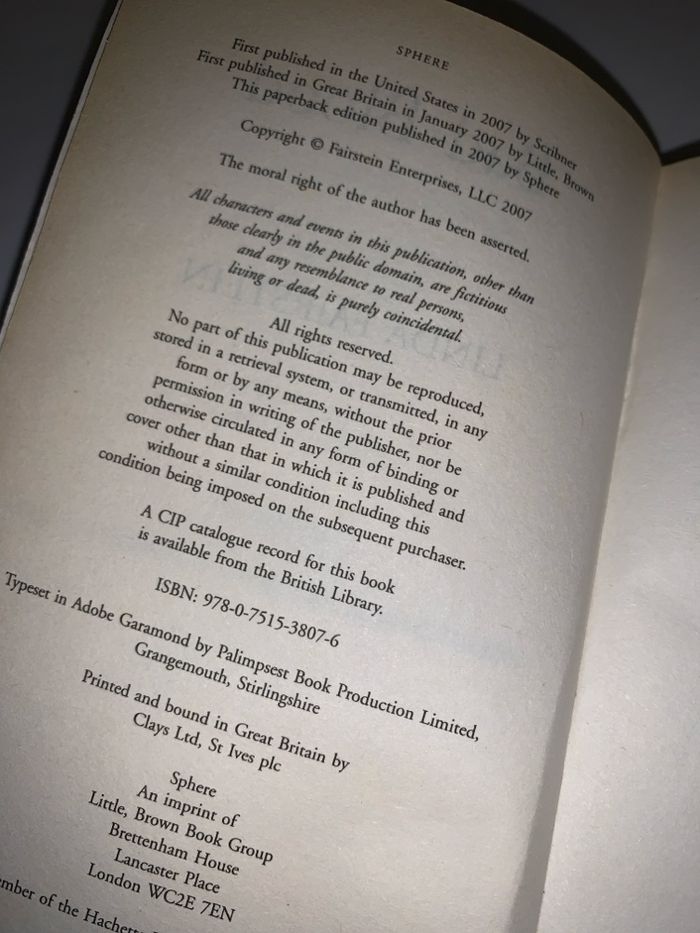 SPHERE
First published in the United States in 2007 by Scribner
First published in Great Britain in January 2007 by Little, Brown
This paperback edition published in 2007 by Sphere
Copyright © Fairstein Enterprises, LLC 2007
The moral right of the author has been asserted.
All characters and events in this publication, other than
those clearly in the public domain, are fictitious
and any resemblance to real persons,
living or dead, is purely coincidental.
All rights reserved.
No part of this publication may be reproduced,
stored in a retrieval system, or transmitted, in any
form or by any means, without the prior
permission in writing of the publisher, nor be
otherwise circulated in any form of binding or
cover other than that in which it is published and
without a similar condition including this
condition being imposed on the subsequent purchaser.
A CIP catalogue record for this book
is available from the British Library.
ISBN: 978-0-7515-3807-6
Typeset in Adobe Garamond by Palimpsest Book Production Limited,
Grangemouth, Stirlingshire
Printed and bound in Great Britain by
Clays Ltd, St Ives plc
Sphere
An imprint of
Little, Brown Book Group
Brettenham House
Lancaster Place
London WC2E 7EN
of the